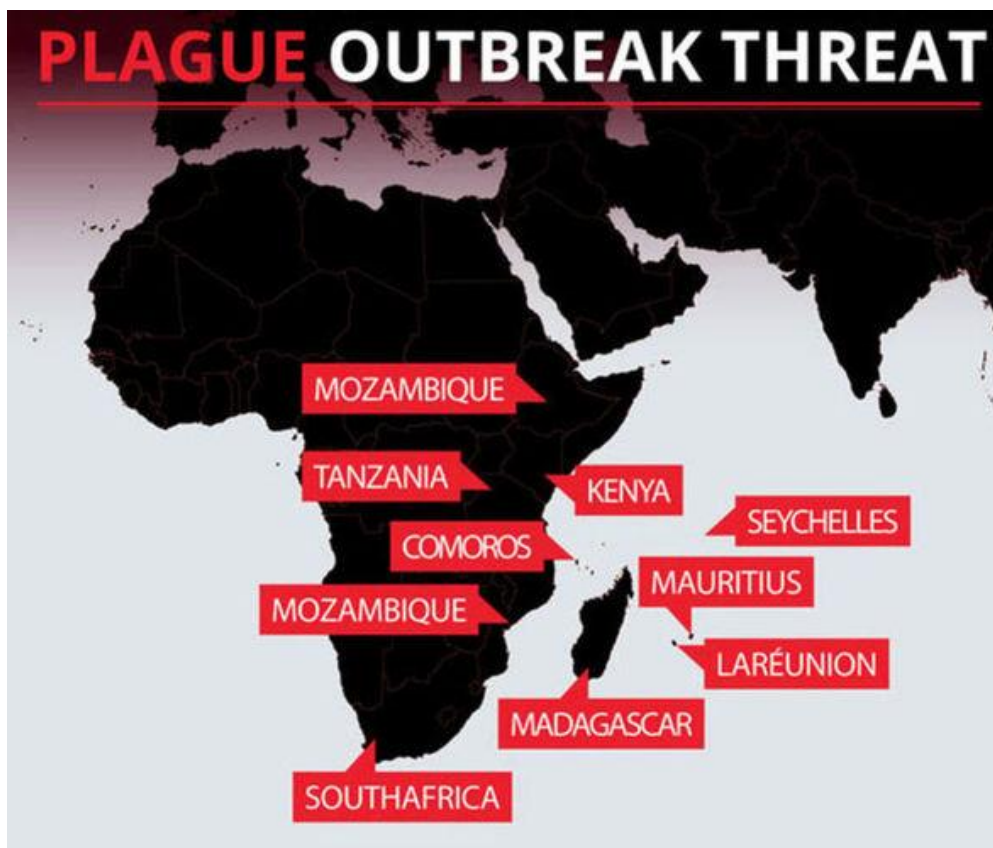 PLAGUE OUTBREAK THREAT
MOZAMBIQUE
TANZANIA
KENYA
SEYCHELLES
COMOROS
MAURITIUS
MOZAMBIQUE
LARÉUNION
MADAGASCAR
SOUTHAFRICA